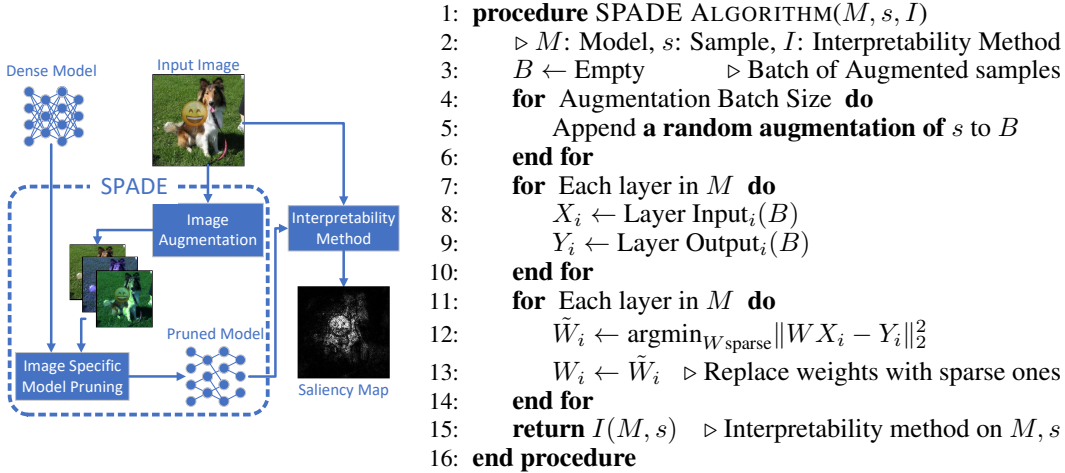 Dense Model
Input Image
SPADE
Image
Augmentation
Interpretability
Method
Pruned Model
Image Specific
Model Pruning
Saliency Map
1: procedure SPADE ALGORITHM(M, s, I)
2: ▷ M: Model, s: Sample, I: Interpretability Method
3: B ← Empty ▷ Batch of Augmented samples
4: for Augmentation Batch Size do
5: Append a random augmentation of s to B
6: end for
7: for Each layer in M do
8: X_i ← Layer Input_i(B)
9: Y_i ← Layer Output_i(B)
10: end for
11: for Each layer in M do
12: W̃_i ← argmin_{W sparse} ‖W X_i − Y_i‖_2^2
13: W_i ← W̃_i ▷ Replace weights with sparse ones
14: end for
15: return I(M, s) ▷ Interpretability method on M, s
16: end procedure